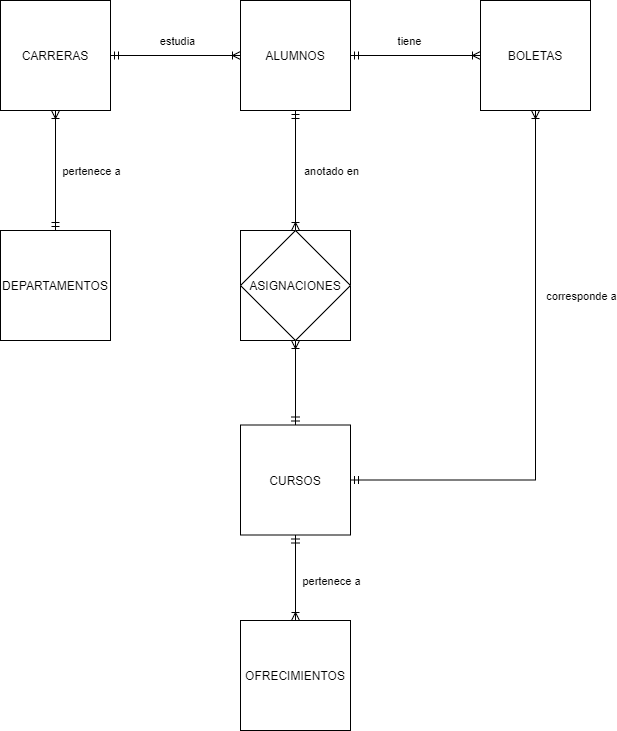 CARRERAS
estudia
ALUMNOS
tiene
BOLETAS
pertenece a
anotado en
DEPARTAMENTOS
ASIGNACIONES
corresponde a
CURSOS
pertenece a
OFRECIMIENTOS